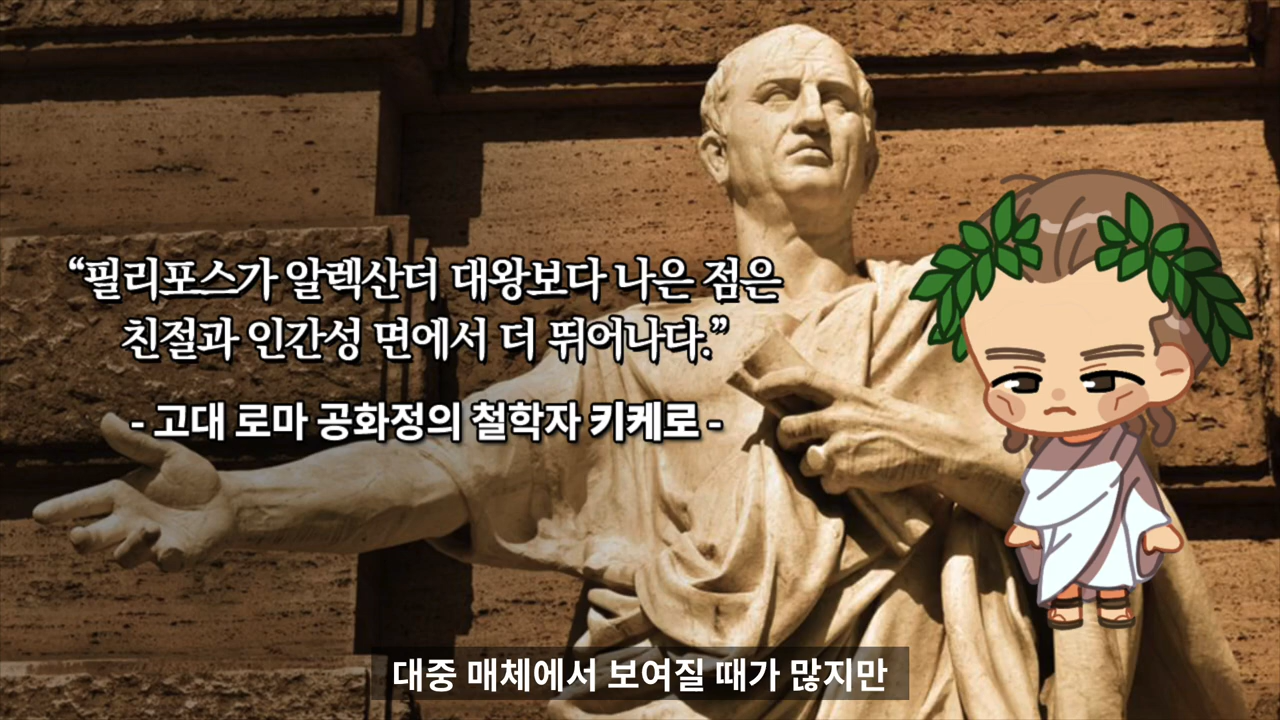 “필리포스가 알렉산더 대왕보다 나은 점은
친절과 인간성 면에서 더 뛰어나다.”
- 고대 로마 공화정의 철학자 키케로 -
대중 매체에서 보여질 때가 많지만